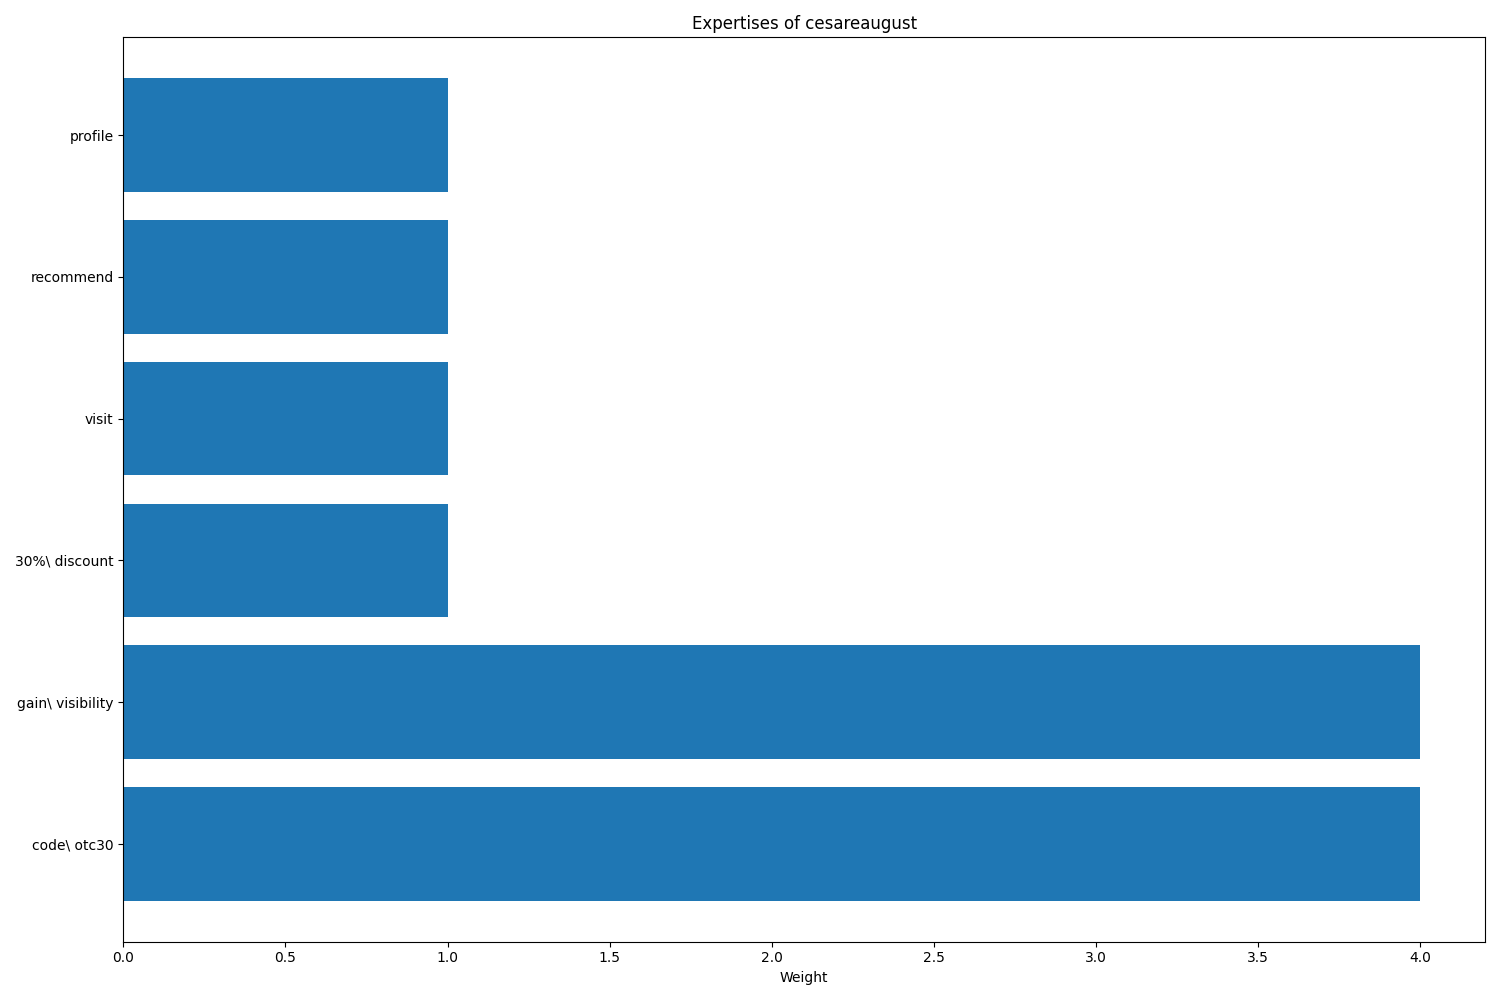 Expertises of cesareaugust
profile
recommend
visit
30%\ discount
gain\ visibility
code\ otc30
0.0 0.5 1.0 1.5 2.0 2.5 3.0 3.5 4.0
Weight